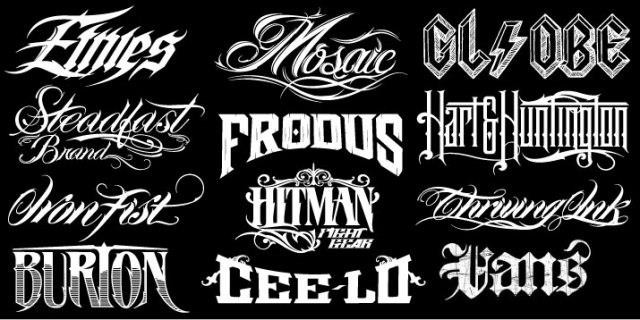 Etnies
Mosaic
GLOBE
Steadfast
Brand
FRODUS
Hart & Huntington
Iron Fist
HITMAN
FIGHT
GEAR
Thriving Ink
BURTON
CEE-LO
Vans